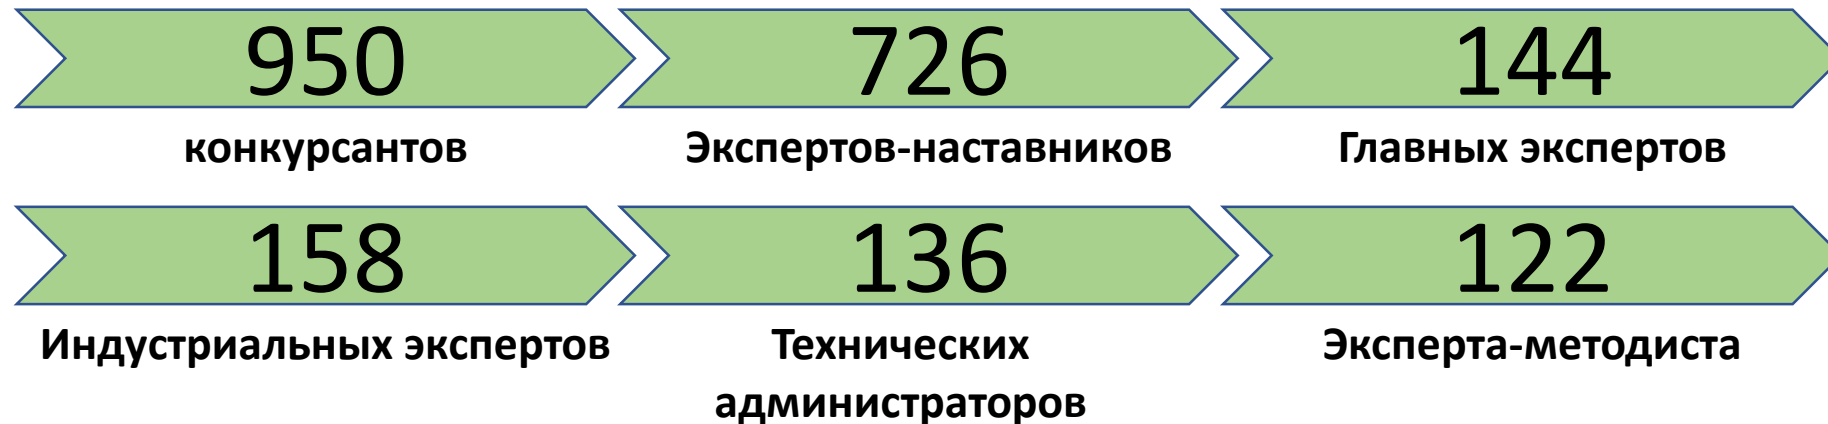 950
726
144
конкурсантов
Экспертов-наставников
Главных экспертов
158
136
122
Индустриальных экспертов
Технических
администраторов
Эксперта-методиста